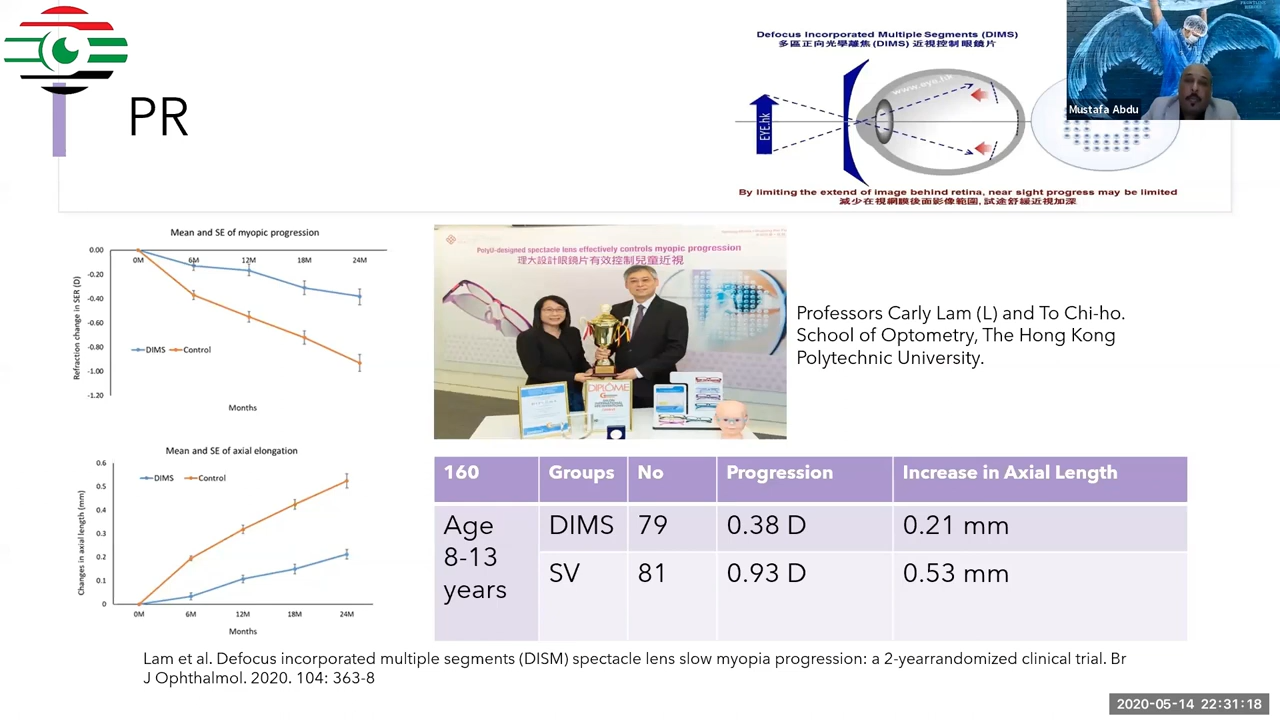 PR
Defocus Incorporated Multiple Segments (DIMS)
多區正向光學離焦(DIMS) 近視控制眼鏡片
www.eye.hk
EYE.hk
By limiting the extent of image behind retina, near sight progress may be limited
減少在視網膜後面影像範圍, 試途舒緩近視加深
Mustafa Abdu
Mean and SE of myopic progression
0.00
-0.20
-0.40
-0.60
-0.80
-1.00
-1.20
0M 6M 12M 18M 24M
Refraction change in SER (D)
DIMS Control
Months
PolyU-designed spectacle lens effectively controls myopic progression
理大設計眼鏡片有效控制兒童近視
DIPLOME
Professors Carly Lam (L) and To Chi-ho.
School of Optometry, The Hong Kong
Polytechnic University.
Mean and SE of axial elongation
0.6
0.5
0.4
0.3
0.2
0.1
0
DIMS Control
Changes in axial length (mm)
0M 6M 12M 18M 24M
Months
160 Groups No Progression Increase in Axial Length
Age
8-13
years
DIMS 79 0.38 D 0.21 mm
SV 81 0.93 D 0.53 mm
Lam et al. Defocus incorporated multiple segments (DISM) spectacle lens slow myopia progression: a 2-yearrandomized clinical trial. Br
J Ophthalmol. 2020. 104: 363-8
2020-05-14 22:31:18